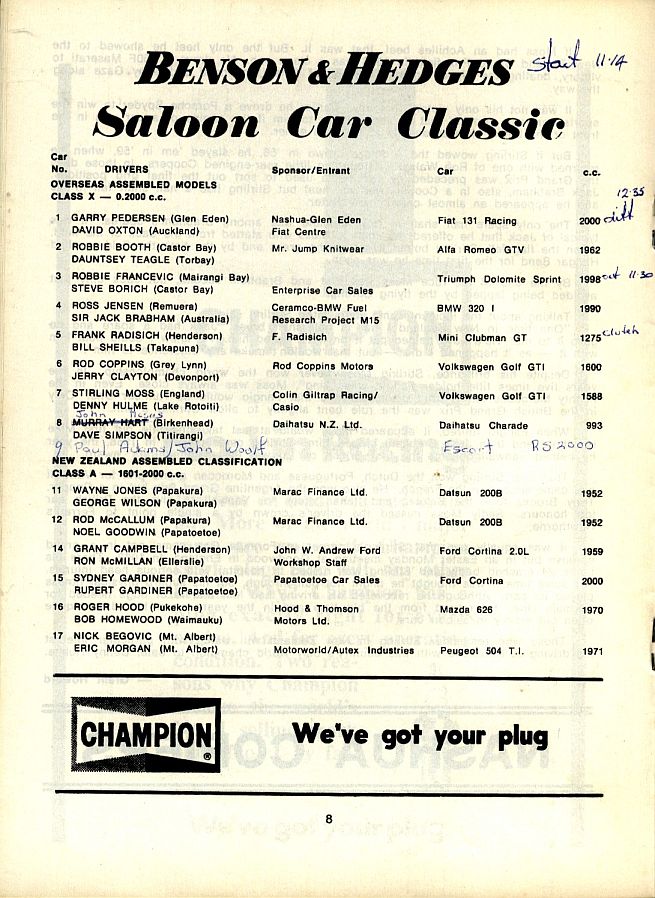 BENSON & HEDGES start 11.14
Saloon Car Classic
Car
No. DRIVERS Sponsor/Entrant Car c.c.
OVERSEAS ASSEMBLED MODELS
CLASS X — 0.2000 c.c. 12.35
1 GARRY PEDERSEN (Glen Eden) Nashua-Glen Eden Fiat 131 Racing 2000 diff
DAVID OXTON (Auckland) Fiat Centre
2 ROBBIE BOOTH (Castor Bay) Mr. Jump Knitwear Alfa Romeo GTV 1962
DAUNTSEY TEAGLE (Torbay)
3 ROBBIE FRANCEVIC (Mairangi Bay) Triumph Dolomite Sprint 1998 out 11.30
STEVE BORICH (Castor Bay) Enterprise Car Sales
4 ROSS JENSEN (Remuera) Ceramco-BMW Fuel BMW 320 I 1990
SIR JACK BRABHAM (Australia) Research Project M15
5 FRANK RADISICH (Henderson) F. Radisich Mini Clubman GT 1275 clutch
BILL SHEILLS (Takapuna)
6 ROD COPPINS (Grey Lynn) Rod Coppins Motors Volkswagen Golf GTI 1600
JERRY CLAYTON (Devonport)
7 STIRLING MOSS (England) Colin Giltrap Racing/ Volkswagen Golf GTI 1588
DENNY HULME (Lake Rotoiti) Casio
John Adams
8 MURRAY HART (Birkenhead) Daihatsu N.Z. Ltd. Daihatsu Charade 993
DAVE SIMPSON (Titirangi)
9 Paul Adams/John Woolf Escort RS2000
NEW ZEALAND ASSEMBLED CLASSIFICATION
CLASS A — 1601-2000 c.c.
11 WAYNE JONES (Papakura) Marac Finance Ltd. Datsun 200B 1952
GEORGE WILSON (Papakura)
12 ROD McCALLUM (Papakura) Marac Finance Ltd. Datsun 200B 1952
NOEL GOODWIN (Papatoetoe)
14 GRANT CAMPBELL (Henderson) John W. Andrew Ford Ford Cortina 2.0L 1959
RON McMILLAN (Ellerslie) Workshop Staff
15 SYDNEY GARDINER (Papatoetoe) Papatoetoe Car Sales Ford Cortina 2000
RUPERT GARDINER (Papatoetoe)
16 ROGER HOOD (Pukekohe) Hood & Thomson Mazda 626 1970
BOB HOMEWOOD (Waimauku) Motors Ltd.
17 NICK BEGOVIC (Mt. Albert)
ERIC MORGAN (Mt. Albert) Motorworld/Autex Industries Peugeot 504 T.I. 1971
CHAMPION® We've got your plug
8